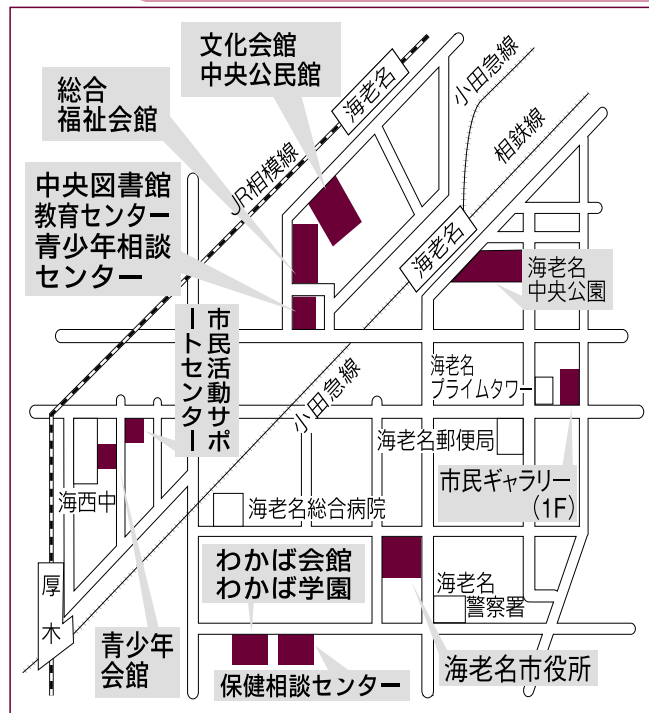 文化会館
中央公民館
総合
福祉会館
中央図書館
教育センター
青少年相談
センター
市民活動サポ
ートセンター
JR相模線
海老名
小田急線
相鉄線
海老名
海老名
中央公園
海老名
プライムタワー
小田急線
海老名郵便局
市民ギャラリー
(1F)
海西中
海老名総合病院
わかば会館
わかば学園
海老名
警察署
厚木
青少年
会館
保健相談センター
海老名市役所